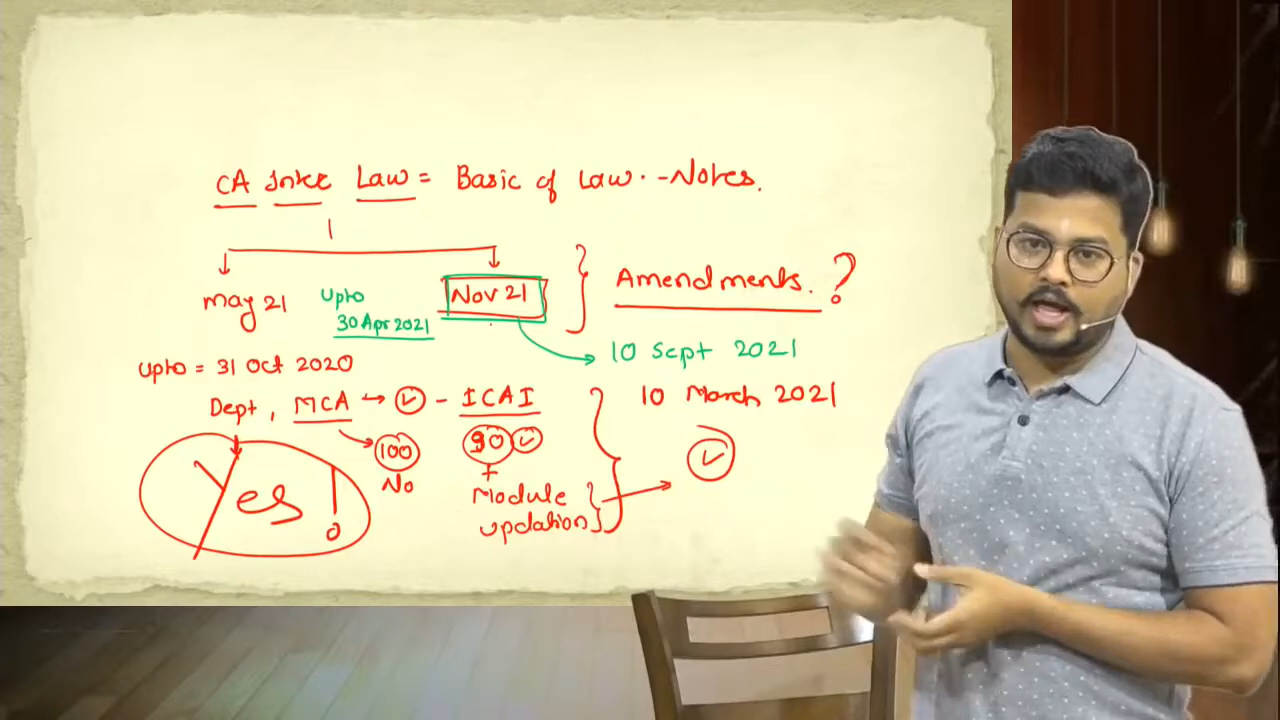 CA Inter Law = Basic of Law. - Notes.
may 21
upto
30 Apr 2021
Nov 21
Amendments. ?
10 Sept 2021
upto = 31 Oct 2020
Dept, MCA → ✓ - ICAI
10 March 2021
100
No
90 ✓
✓
Yes!
+
Module
updation